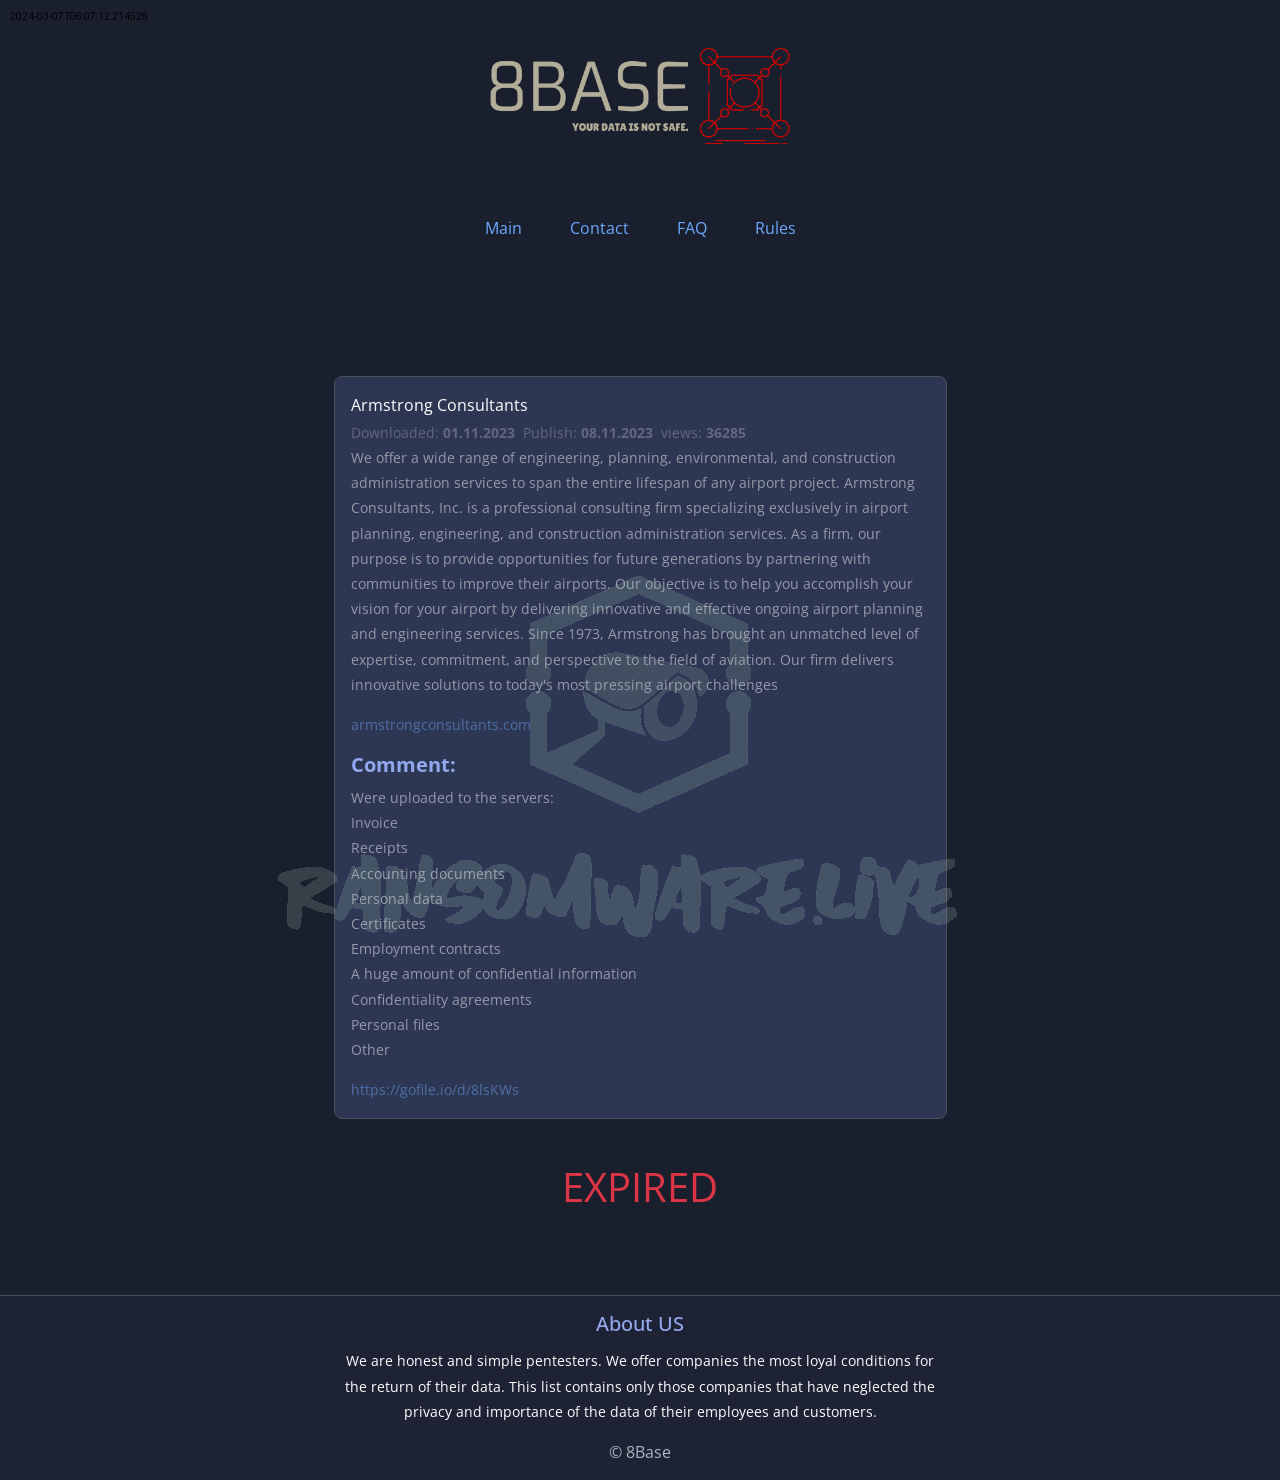 2024-03-07T06:07:12.214526
8BASE
YOUR DATA IS NOT SAFE.
Main Contact FAQ Rules
Armstrong Consultants
Downloaded: 01.11.2023 Publish: 08.11.2023 views: 36285
We offer a wide range of engineering, planning, environmental, and construction
administration services to span the entire lifespan of any airport project. Armstrong
Consultants, Inc. is a professional consulting firm specializing exclusively in airport
planning, engineering, and construction administration services. As a firm, our
purpose is to provide opportunities for future generations by partnering with
communities to improve their airports. Our objective is to help you accomplish your
vision for your airport by delivering innovative and effective ongoing airport planning
and engineering services. Since 1973, Armstrong has brought an unmatched level of
expertise, commitment, and perspective to the field of aviation. Our firm delivers
innovative solutions to today's most pressing airport challenges
armstrongconsultants.com
Comment:
Were uploaded to the servers:
Invoice
Receipts
Accounting documents
RANSOMWARE.LIVE
Personal data
Certificates
Employment contracts
A huge amount of confidential information
Confidentiality agreements
Personal files
Other
https://gofile.io/d/8lsKWs
EXPIRED
About US
We are honest and simple pentesters. We offer companies the most loyal conditions for
the return of their data. This list contains only those companies that have neglected the
privacy and importance of the data of their employees and customers.
© 8Base